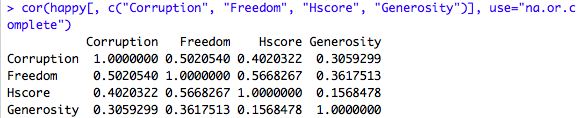 > cor(happy[, c("Corruption", "Freedom", "Hscore", "Generosity")], use="na.or.c
omplete")
Corruption Freedom Hscore Generosity
Corruption 1.0000000 0.5020540 0.4020322 0.3059299
Freedom 0.5020540 1.0000000 0.5668267 0.3617513
Hscore 0.4020322 0.5668267 1.0000000 0.1568478
Generosity 0.3059299 0.3617513 0.1568478 1.0000000